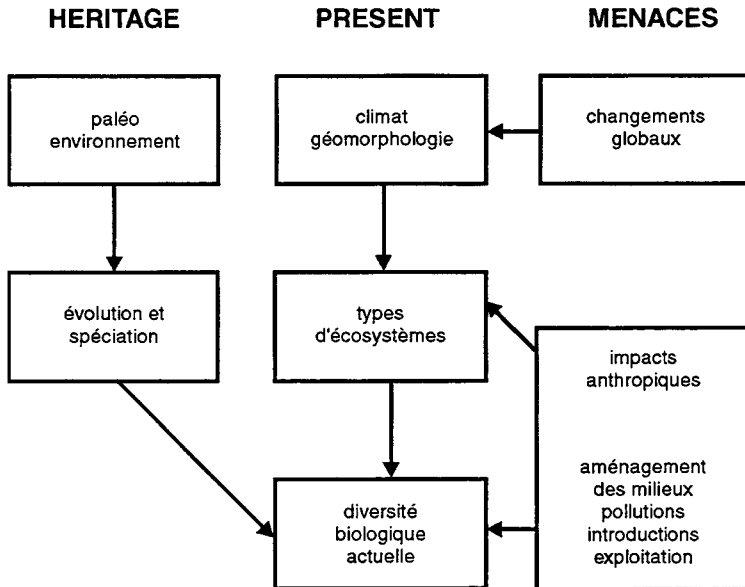 HERITAGE
PRESENT
MENACES
paléo
environnement
climat
géomorphologie
changements
globaux
évolution et
spéciation
types
d'écosystèmes
impacts
anthropiques
aménagement
des milieux
pollutions
introductions
exploitation
diversité
biologique
actuelle